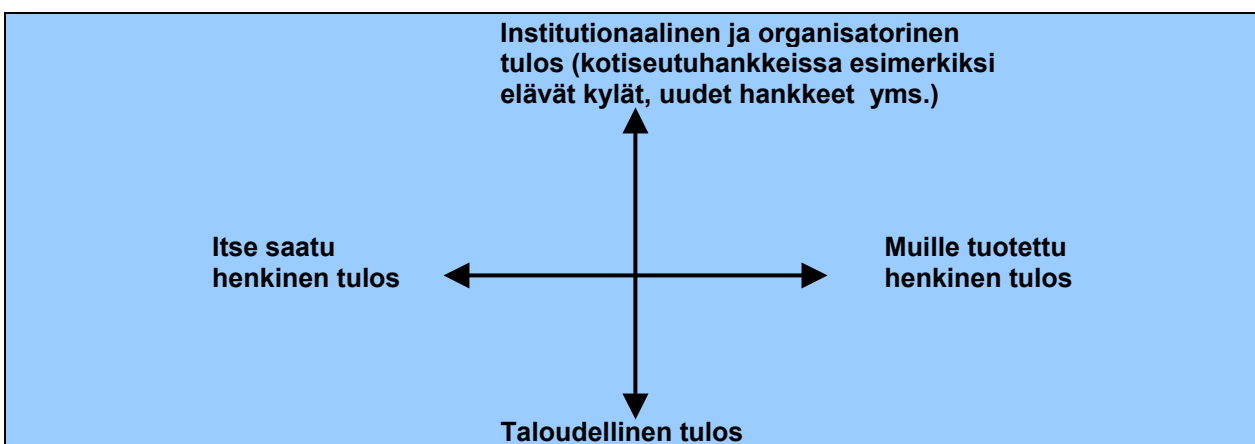 Institutionaalinen ja organisatorinen
tulos (kotiseutuhankkeissa esimerkiksi
elävät kylät, uudet hankkeet yms.)
Itse saatu
henkinen tulos
Muille tuotettu
henkinen tulos
Taloudellinen tulos